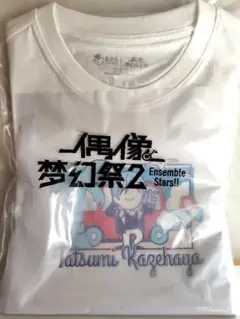 偶像
梦幻祭2
Ensemble
Stars!!
Tatsumi Kazehaya